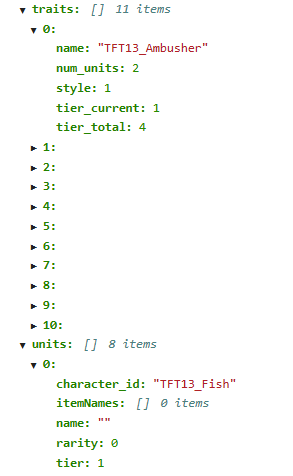 ▼ traits: [] 11 items
▼ 0:
name: "TFT13_Ambusher"
num_units: 2
style: 1
tier_current: 1
tier_total: 4
▶ 1:
▶ 2:
▶ 3:
▶ 4:
▶ 5:
▶ 6:
▶ 7:
▶ 8:
▶ 9:
▶ 10:
▼ units: [] 8 items
▼ 0:
character_id: "TFT13_Fish"
itemNames: [] 0 items
name: ""
rarity: 0
tier: 1